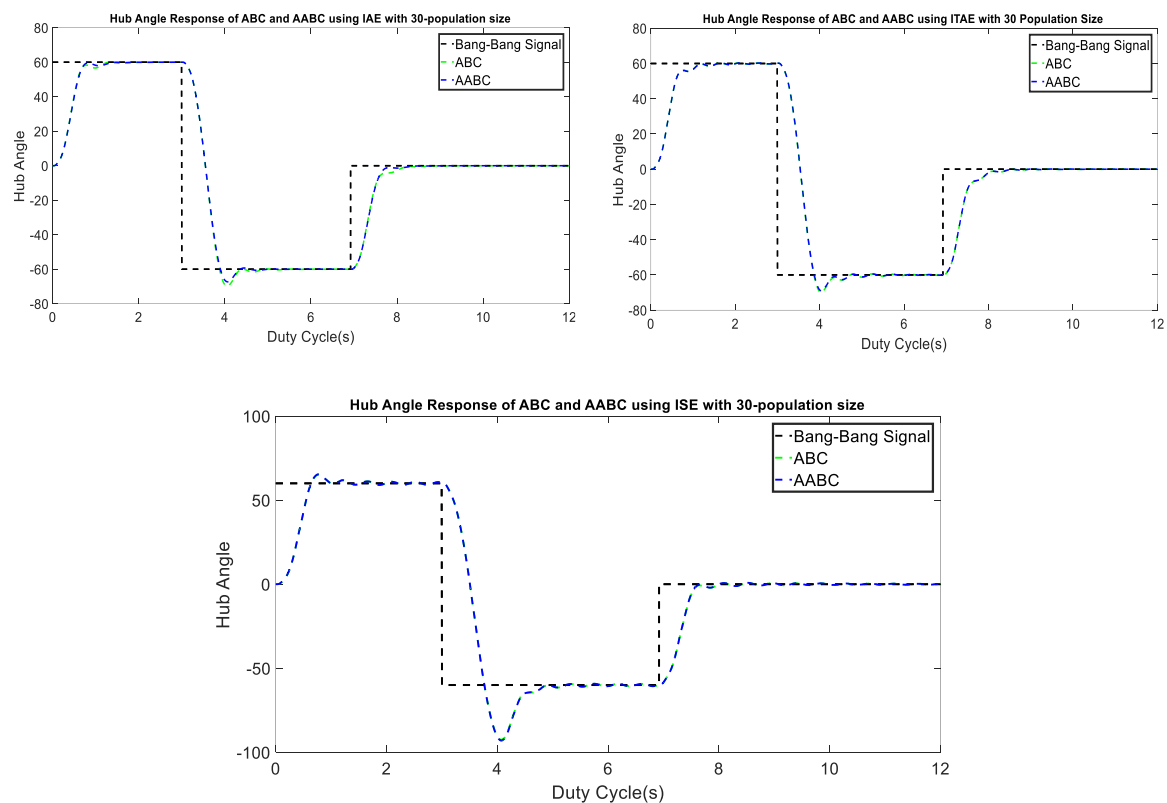 Hub Angle Response of ABC and AABC using IAE with 30-population size
80
60
40
20
0
-20
-40
-60
-80
Hub Angle
Bang-Bang Signal
ABC
AABC
0 2 4 6 8 10 12
Duty Cycle(s)
Hub Angle Response of ABC and AABC using ITAE with 30 Population Size
80
60
40
20
0
-20
-40
-60
-80
Hub Angle
Bang-Bang Signal
ABC
AABC
0 2 4 6 8 10 12
Duty Cycle(s)
Hub Angle Response of ABC and AABC using ISE with 30-population size
100
50
0
-50
-100
Hub Angle
Bang-Bang Signal
ABC
AABC
0 2 4 6 8 10 12
Duty Cycle(s)